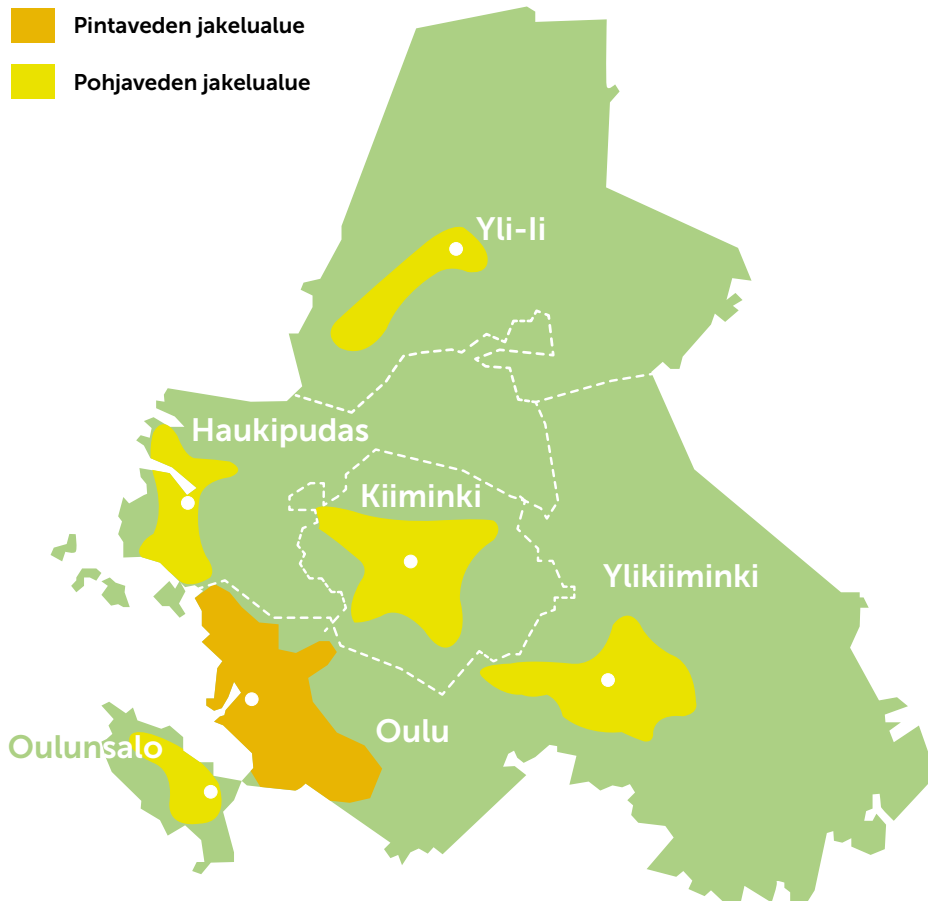 Pintaveden jakelualue
Pohjaveden jakelualue
Yli-Ii
Haukipudas
Kiiminki
Ylikiiminki
Oulu
Oulunsalo